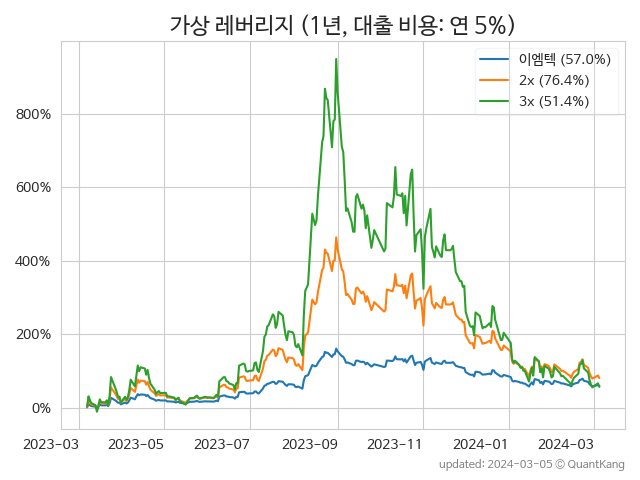 가상 레버리지 (1년, 대출 비용: 연 5%)
이엠텍 (57.0%)
2x (76.4%)
3x (51.4%)
800%
600%
400%
200%
0%
2023-03
2023-05
2023-07
2023-09
2023-11
2024-01
2024-03
updated: 2024-03-05 © QuantKang